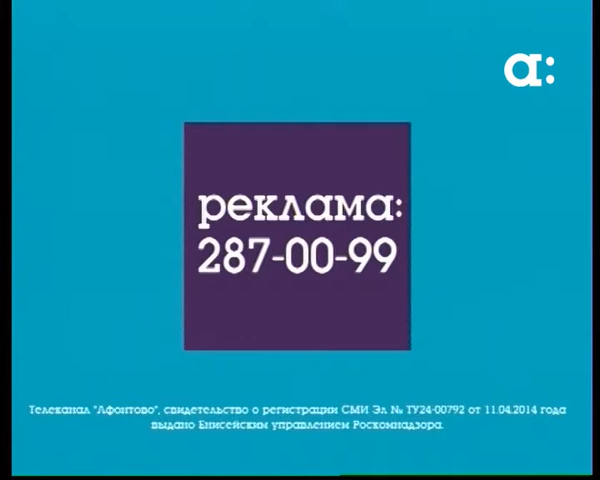 а:
реклама:
287-00-99
Телеканал "Афонтово", свидетельство о регистрации СМИ Эл № ТУ24-00792 от 11.04.2014 года
выдано Енисейским управлением Роскомнадзора.